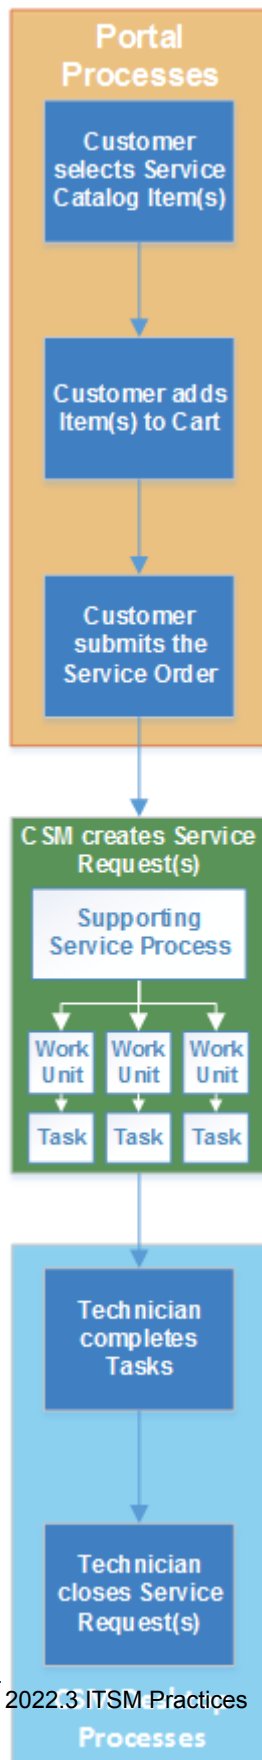 Portal
Processes
Customer
selects Service
Catalog Item(s)
Customer adds
Item(s) to Cart
Customer
submits the
Service Order
CSM creates Service
Request(s)
Supporting
Service Process
Work Unit
Work Unit
Work Unit
Task
Task
Task
Technician
completes
Tasks
Technician
closes Service
Request(s)
2022.3 ITSM Practices
Processes